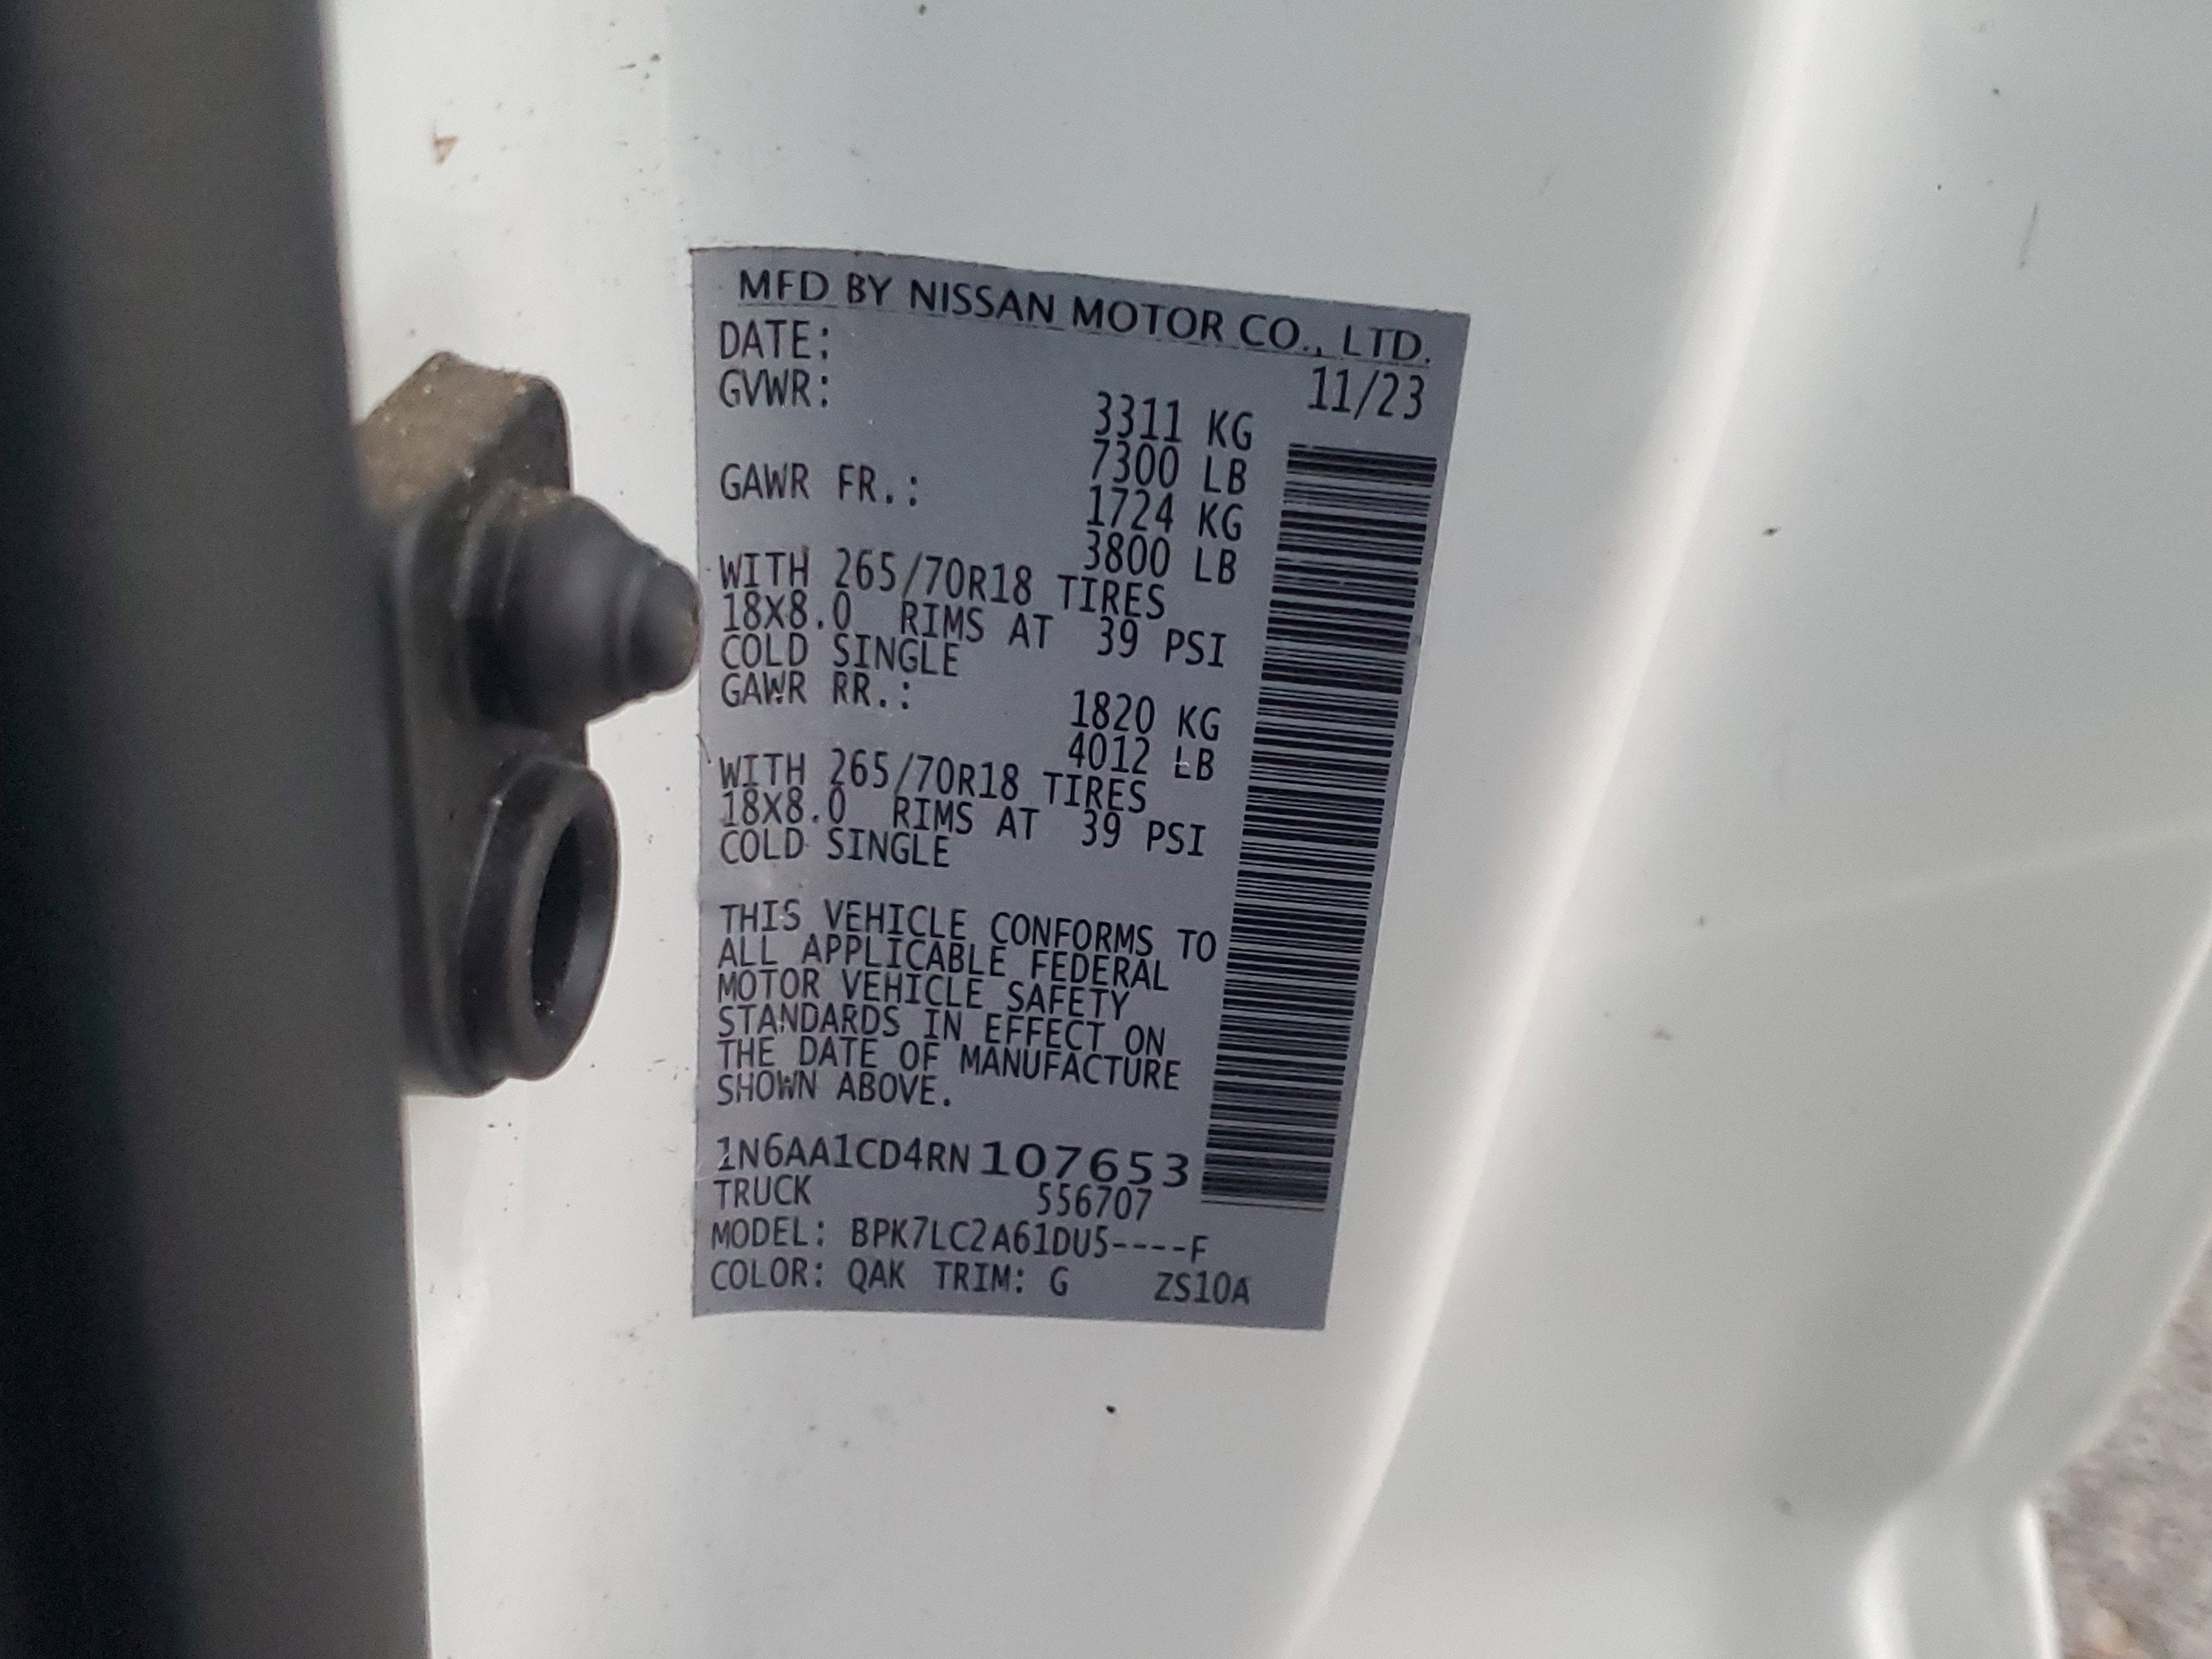 MFD BY NISSAN MOTOR CO., LTD.
DATE: 11/23
GVWR: 3311 KG
7300 LB
GAWR FR.: 1724 KG
3800 LB
WITH 265/70R18 TIRES
18X8.0 RIMS AT 39 PSI
COLD SINGLE
GAWR RR.: 1820 KG
4012 LB
WITH 265/70R18 TIRES
18X8.0 RIMS AT 39 PSI
COLD SINGLE
THIS VEHICLE CONFORMS TO
ALL APPLICABLE FEDERAL
MOTOR VEHICLE SAFETY
STANDARDS IN EFFECT ON
THE DATE OF MANUFACTURE
SHOWN ABOVE.
1N6AA1CD4RN107653
TRUCK 556707
MODEL: BPK7LC2A61DU5----F
COLOR: QAK TRIM: G ZS10A